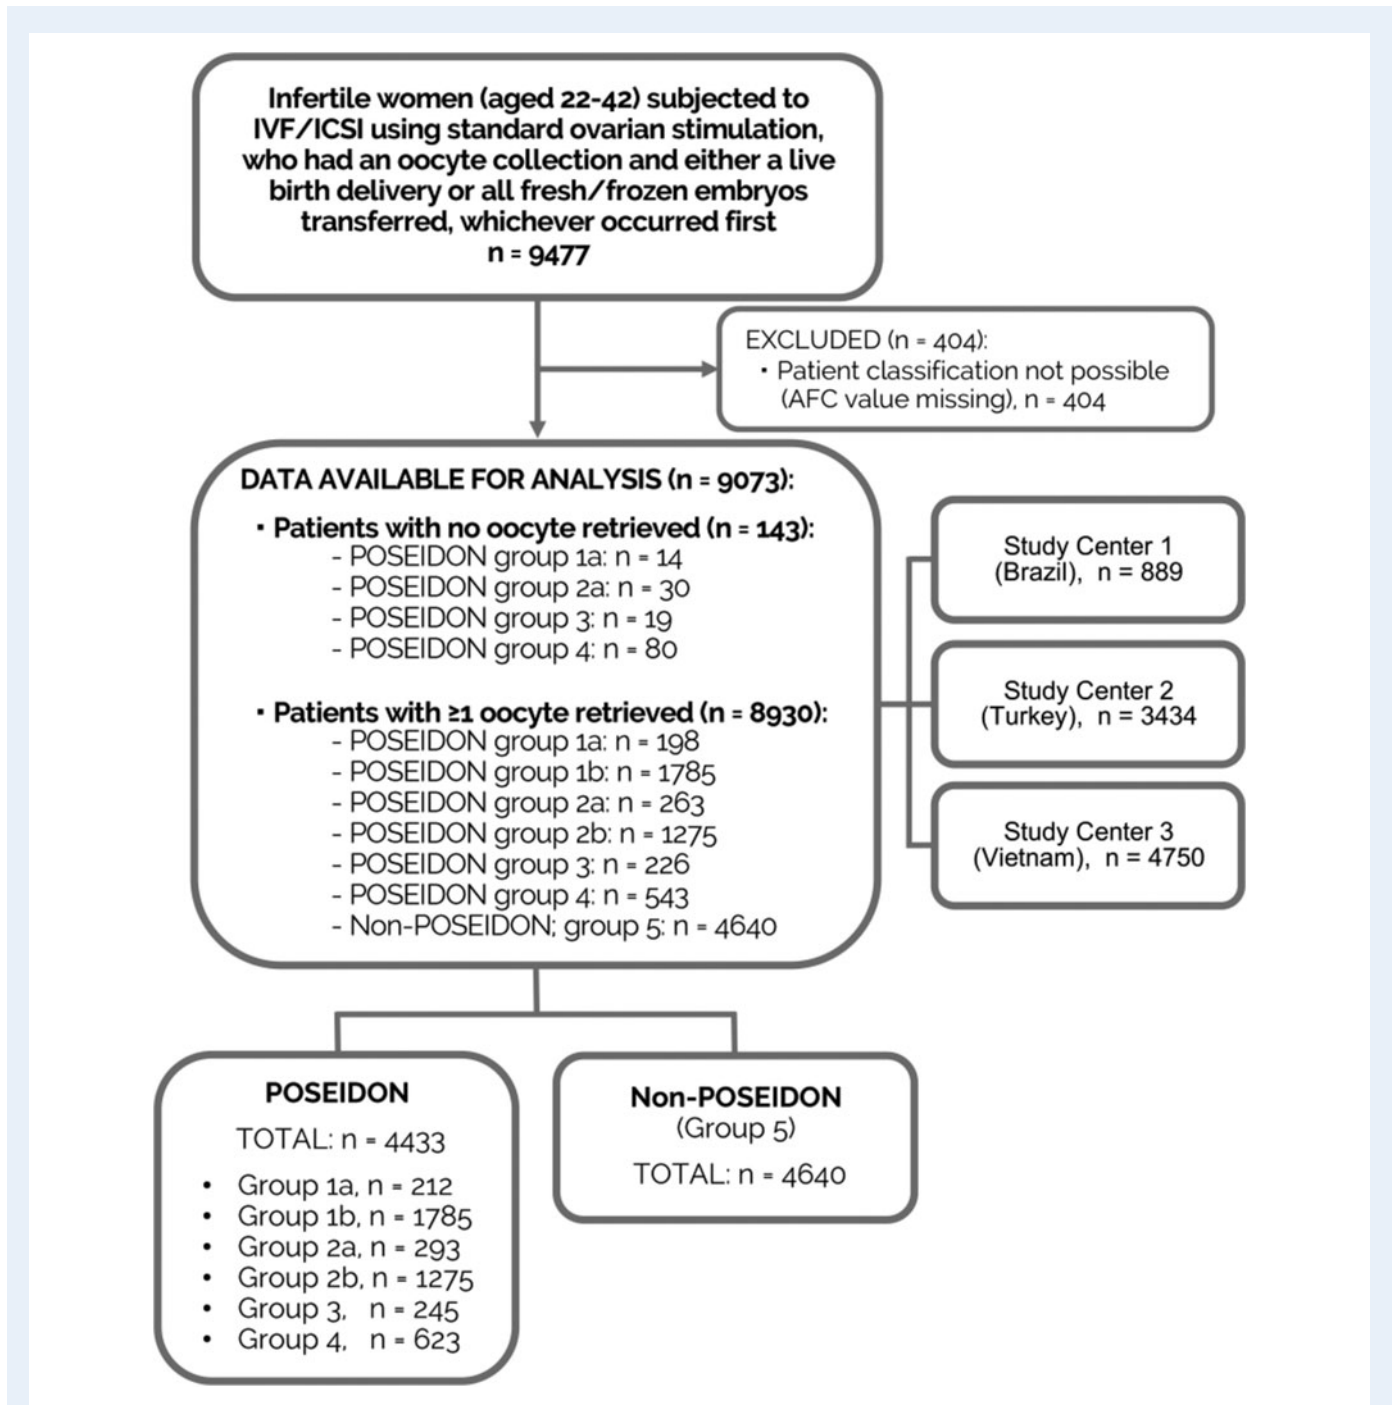 Infertile women (aged 22-42) subjected to
IVF/ICSI using standard ovarian stimulation,
who had an oocyte collection and either a live
birth delivery or all fresh/frozen embryos
transferred, whichever occurred first
n = 9477
EXCLUDED (n = 404):
▪ Patient classification not possible
(AFC value missing), n = 404
DATA AVAILABLE FOR ANALYSIS (n = 9073):
▪ Patients with no oocyte retrieved (n = 143):
- POSEIDON group 1a: n = 14
- POSEIDON group 2a: n = 30
- POSEIDON group 3: n = 19
- POSEIDON group 4: n = 80
▪ Patients with ≥1 oocyte retrieved (n = 8930):
- POSEIDON group 1a: n = 198
- POSEIDON group 1b: n = 1785
- POSEIDON group 2a: n = 263
- POSEIDON group 2b: n = 1275
- POSEIDON group 3: n = 226
- POSEIDON group 4: n = 543
- Non-POSEIDON; group 5: n = 4640
Study Center 1
(Brazil), n = 889
Study Center 2
(Turkey), n = 3434
Study Center 3
(Vietnam), n = 4750
POSEIDON
TOTAL: n = 4433
• Group 1a, n = 212
• Group 1b, n = 1785
• Group 2a, n = 293
• Group 2b, n = 1275
• Group 3, n = 245
• Group 4, n = 623
Non-POSEIDON
(Group 5)
TOTAL: n = 4640